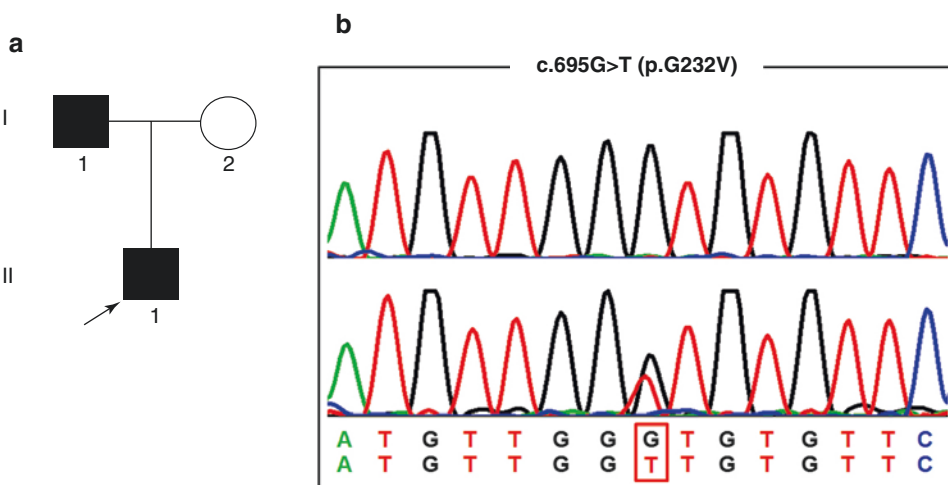 a
b
c.695G>T (p.G232V)
I
1
2
II
1
A T G T T G G G T G T G T T C
A T G T T G G T T G T G T T C